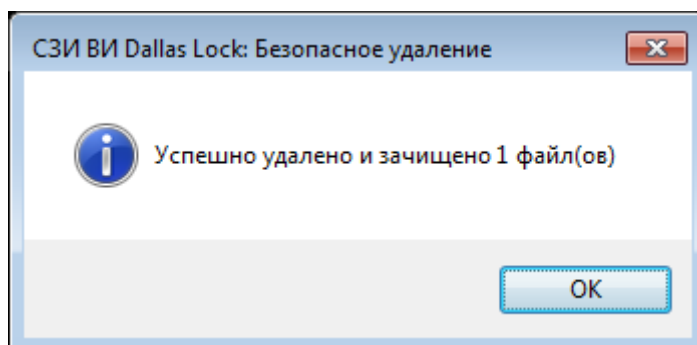 СЗИ ВИ Dallas Lock: Безопасное удаление
Успешно удалено и зачищено 1 файл(ов)
OK